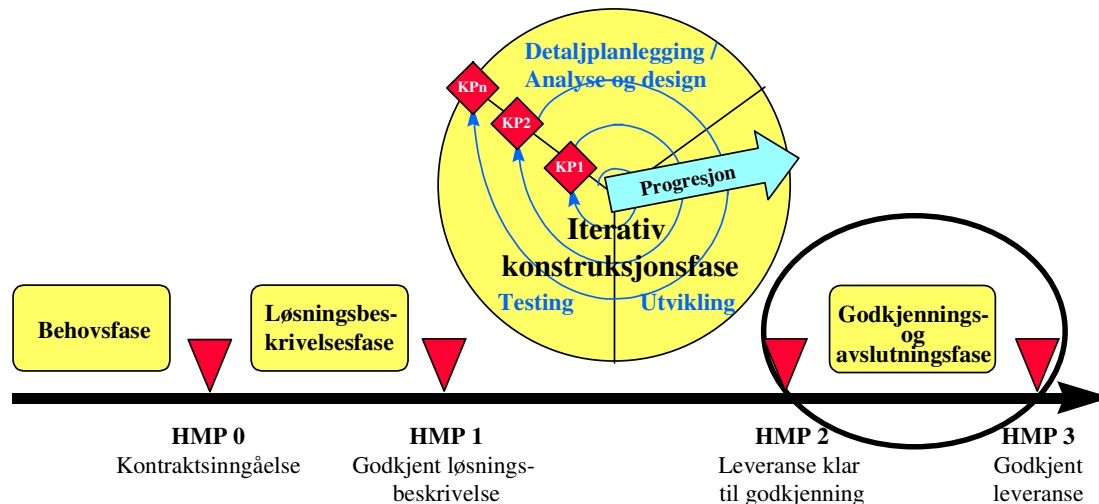 Detaljplanlegging /
Analyse og design
KPn
KP2
KP1
Progresjon
Iterativ
konstruksjonsfase
Testing
Utvikling
Behovsfase
Løsningsbes-
krivelsesfase
Godkjennings-
og
avslutningsfase
HMP 0
Kontraktsinngåelse
HMP 1
Godkjent løsnings-
beskrivelse
HMP 2
Leveranse klar
til godkjenning
HMP 3
Godkjent
leveranse